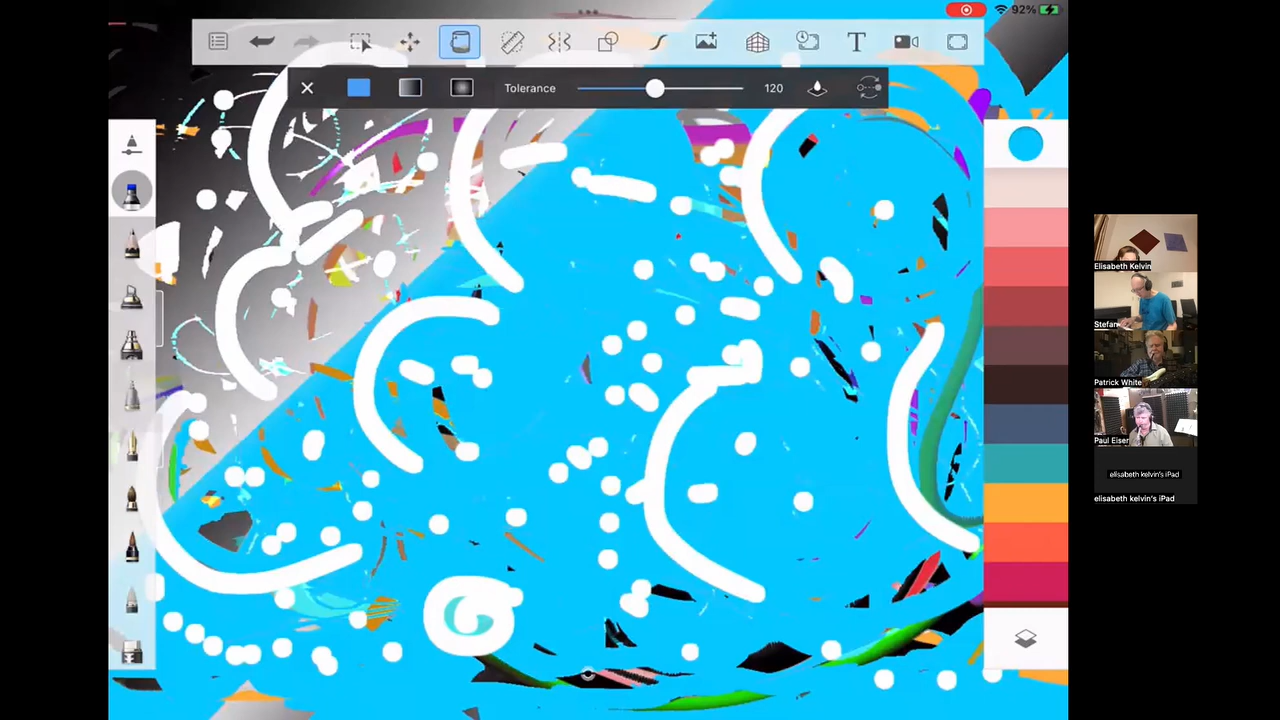 92%
T
Tolerance
120
Elisabeth Kelvin
Stefan
Patrick White
Paul Eiser
elisabeth kelvin's iPad
elisabeth kelvin's iPad